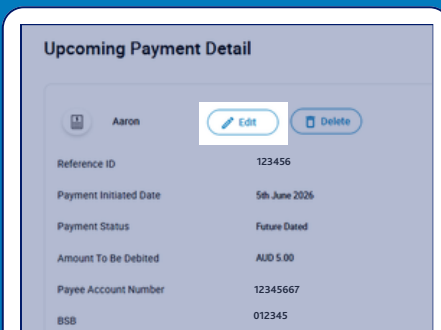 Upcoming Payment Detail
Aaron Edit Delete
Reference ID 123456
Payment Initiated Date 5th June 2026
Payment Status Future Dated
Amount To Be Debited AUD 5.00
Payee Account Number 12345667
BSB 012345